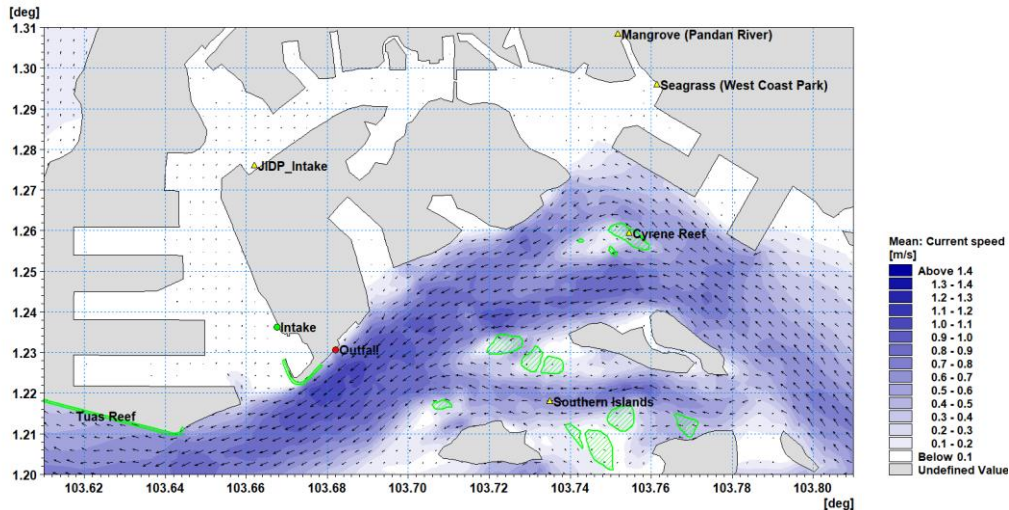 [deg]
1.31
1.30
1.29
1.28
1.27
1.26
1.25
1.24
1.23
1.22
1.21
1.20
Mangrove (Pandan River)
Seagrass (West Coast Park)
JIDP_Intake
Cyrene Reef
Intake
Outfall
Southern Islands
Tuas Reef
103.62 103.64 103.66 103.68 103.70 103.72 103.74 103.76 103.78 103.80
[deg]
Mean: Current speed
[m/s]
Above 1.4
1.3 - 1.4
1.2 - 1.3
1.1 - 1.2
1.0 - 1.1
0.9 - 1.0
0.8 - 0.9
0.7 - 0.8
0.6 - 0.7
0.5 - 0.6
0.4 - 0.5
0.3 - 0.4
0.2 - 0.3
0.1 - 0.2
Below 0.1
Undefined Value